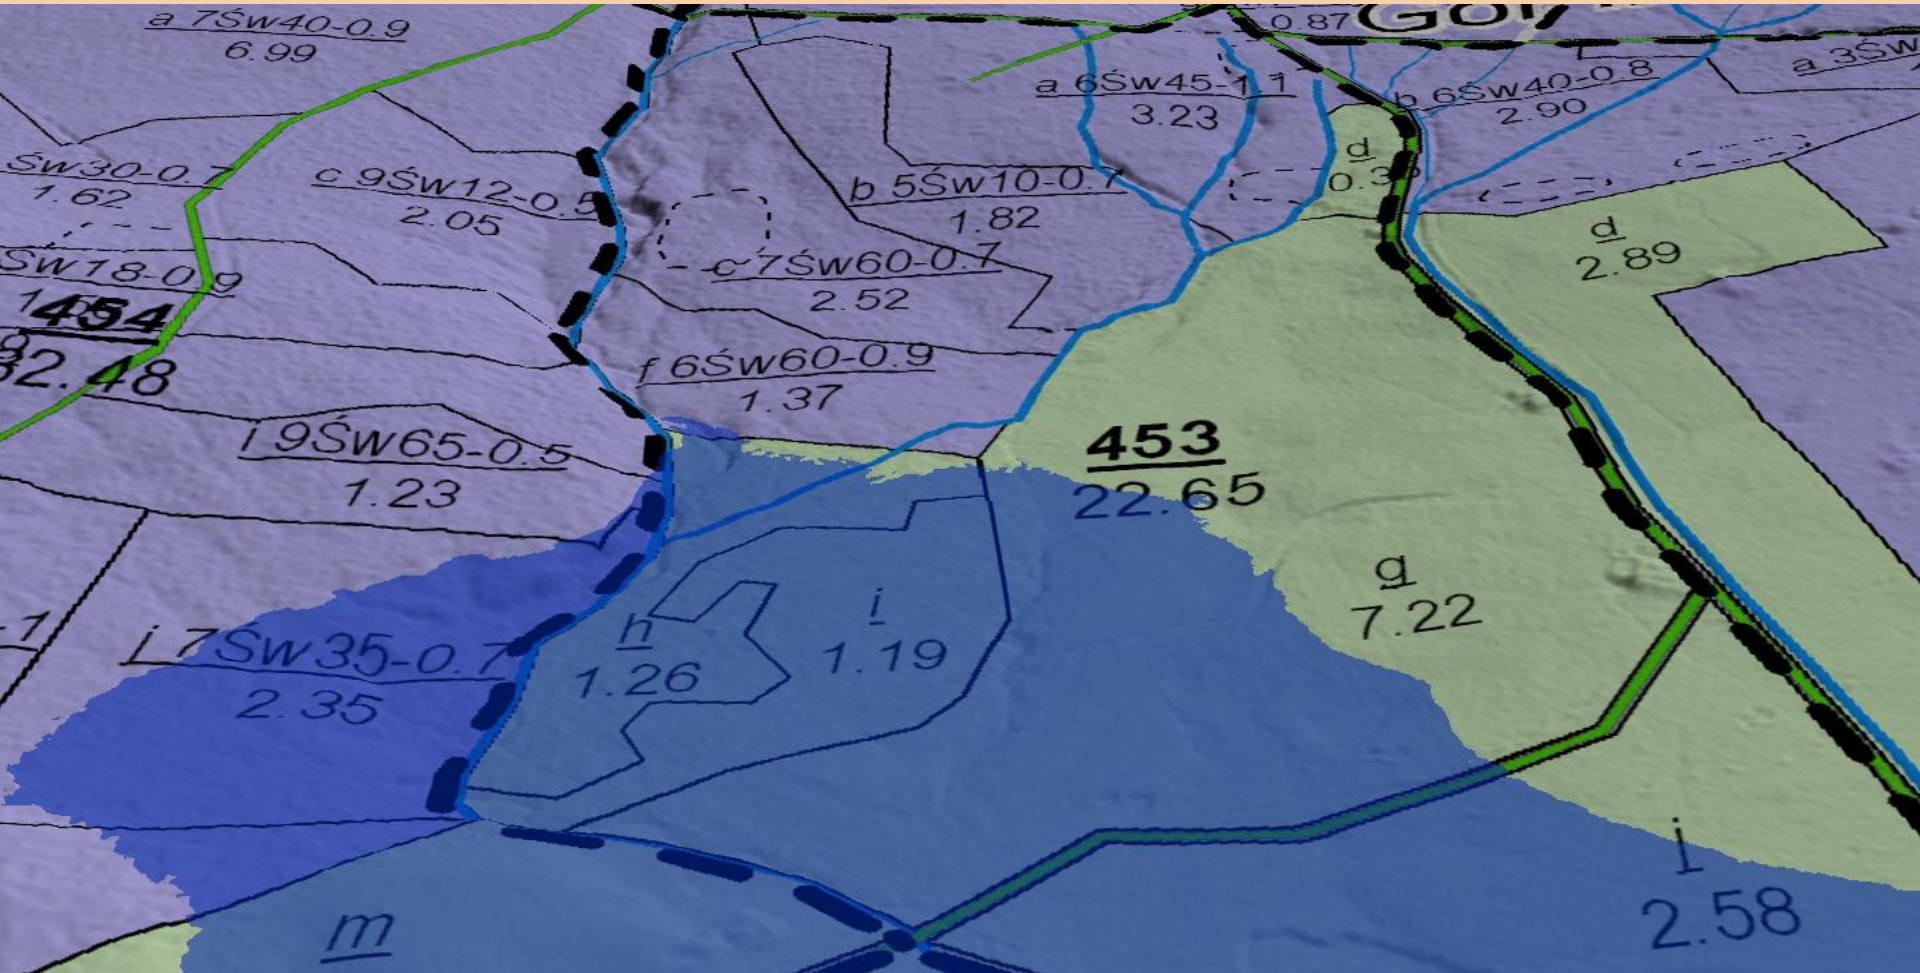 a 7Św40-0.9
6.99
0.87
a 6Św45-1.1
3.23
b 6Św40-0.8
2.90
a 3Św
Św30-0.7
1.62
c 9Św12-0.5
2.05
b 5Św10-0.7
1.82
d
d
2.89
Św18-0.9
454
32.48
c 7Św60-0.7
2.52
f 6Św60-0.9
1.37
i 9Św65-0.5
1.23
453
22.65
g
7.22
j 7Św35-0.7
2.35
h
1.26
i
1.19
-1
m
j
2.58